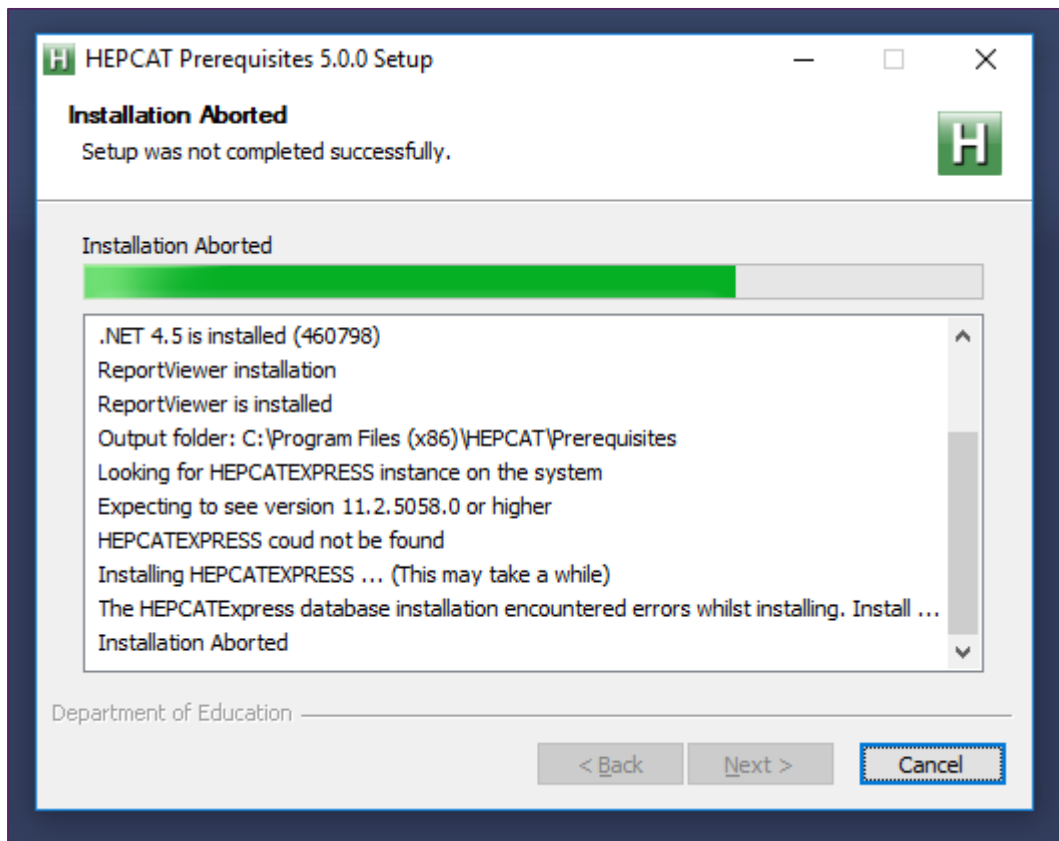 H HEPCAT Prerequisites 5.0.0 Setup
Installation Aborted
Setup was not completed successfully.
H
Installation Aborted
.NET 4.5 is installed (460798)
ReportViewer installation
ReportViewer is installed
Output folder: C:\Program Files (x86)\HEPCAT\Prerequisites
Looking for HEPCATEXPRESS instance on the system
Expecting to see version 11.2.5058.0 or higher
HEPCATEXPRESS coud not be found
Installing HEPCATEXPRESS ... (This may take a while)
The HEPCATExpress database installation encountered errors whilst installing. Install ...
Installation Aborted
Department of Education
< Back Next > Cancel